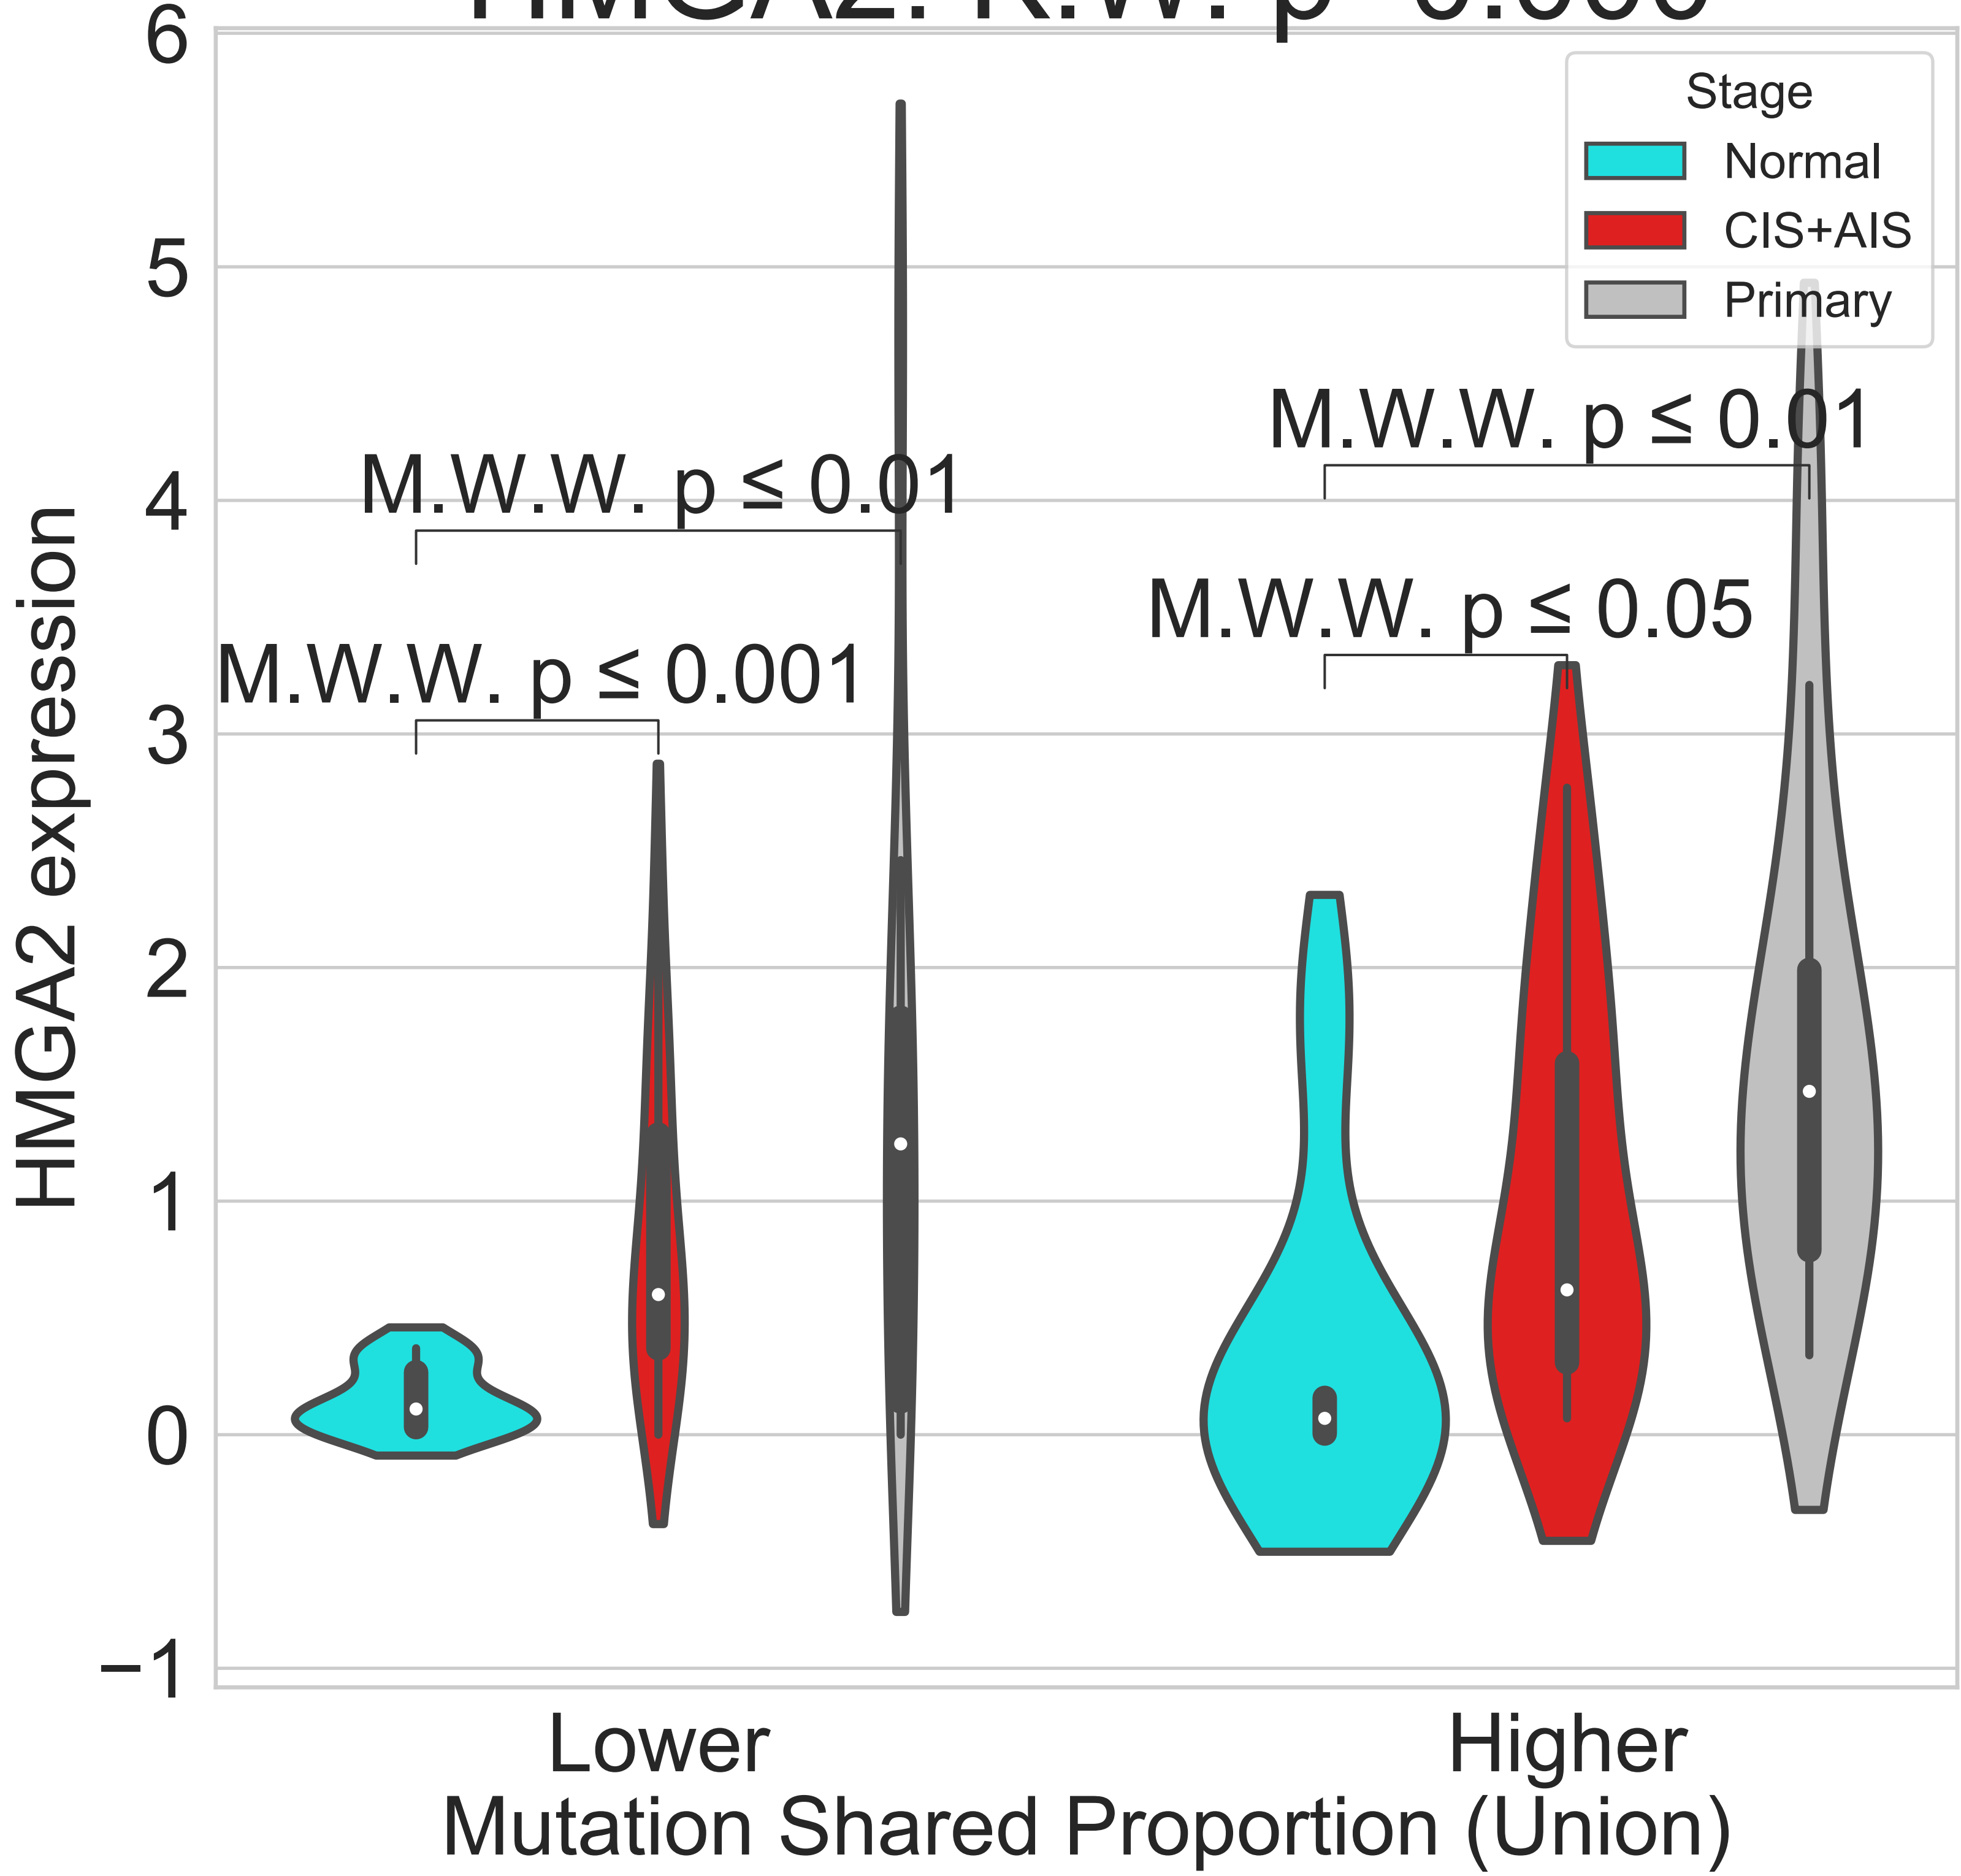 6
Stage
Normal
CIS+AIS
Primary
5
M.W.W. p ≤ 0.01
M.W.W. p ≤ 0.01
4
M.W.W. p ≤ 0.05
M.W.W. p ≤ 0.001
3
2
1
0
−1
HMGA2 expression
Lower
Higher
Mutation Shared Proportion (Union)